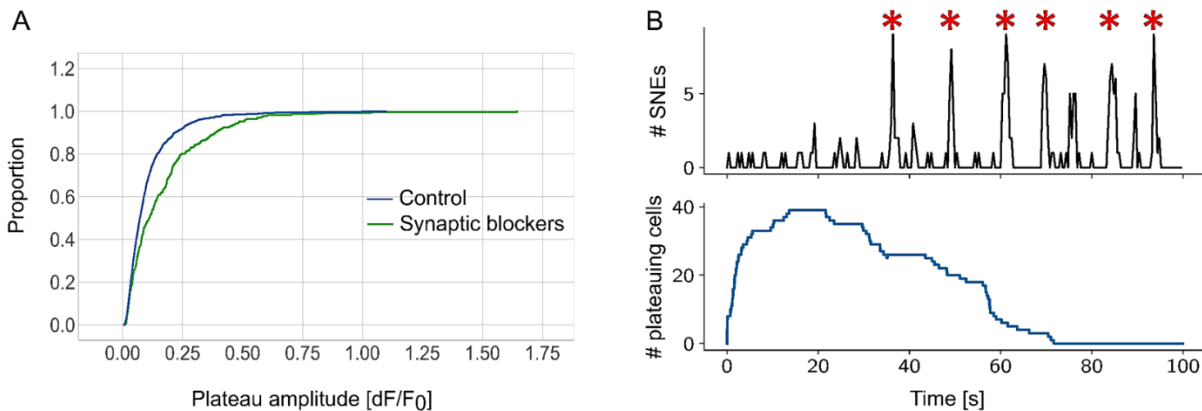 A
1.2
1.0
0.8
0.6
0.4
0.2
0.0
Proportion
Control
Synaptic blockers
0.00 0.25 0.50 0.75 1.00 1.25 1.50 1.75
Plateau amplitude [dF/F0]
B
* * * * * *
# SNEs
5
0
# plateauing cells
40
20
0
0 20 40 60 80 100
Time [s]